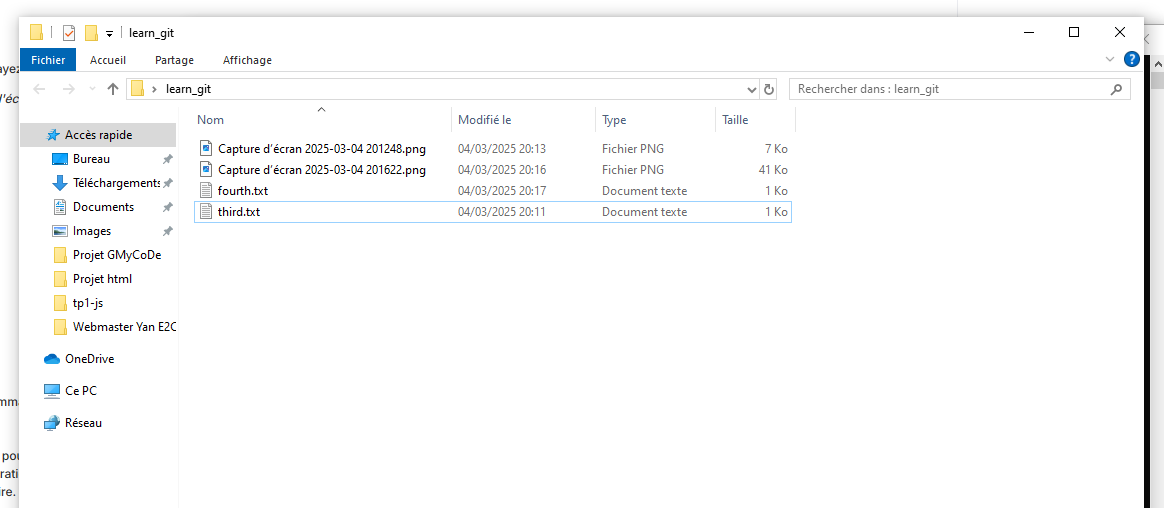 learn_git
Fichier Accueil Partage Affichage
ayez
learn_git Rechercher dans : learn_git
l'éc
Nom Modifié le Type Taille
Accès rapide
Bureau
Téléchargements
Documents
Images
Projet GMyCoDe
Projet html
tp1-js
Webmaster Yan E2C
OneDrive
Ce PC
Réseau
Capture d'écran 2025-03-04 201248.png 04/03/2025 20:13 Fichier PNG 7 Ko
Capture d'écran 2025-03-04 201622.png 04/03/2025 20:16 Fichier PNG 41 Ko
fourth.txt 04/03/2025 20:17 Document texte 1 Ko
third.txt 04/03/2025 20:11 Document texte 1 Ko
omma
pou
rati
ire.